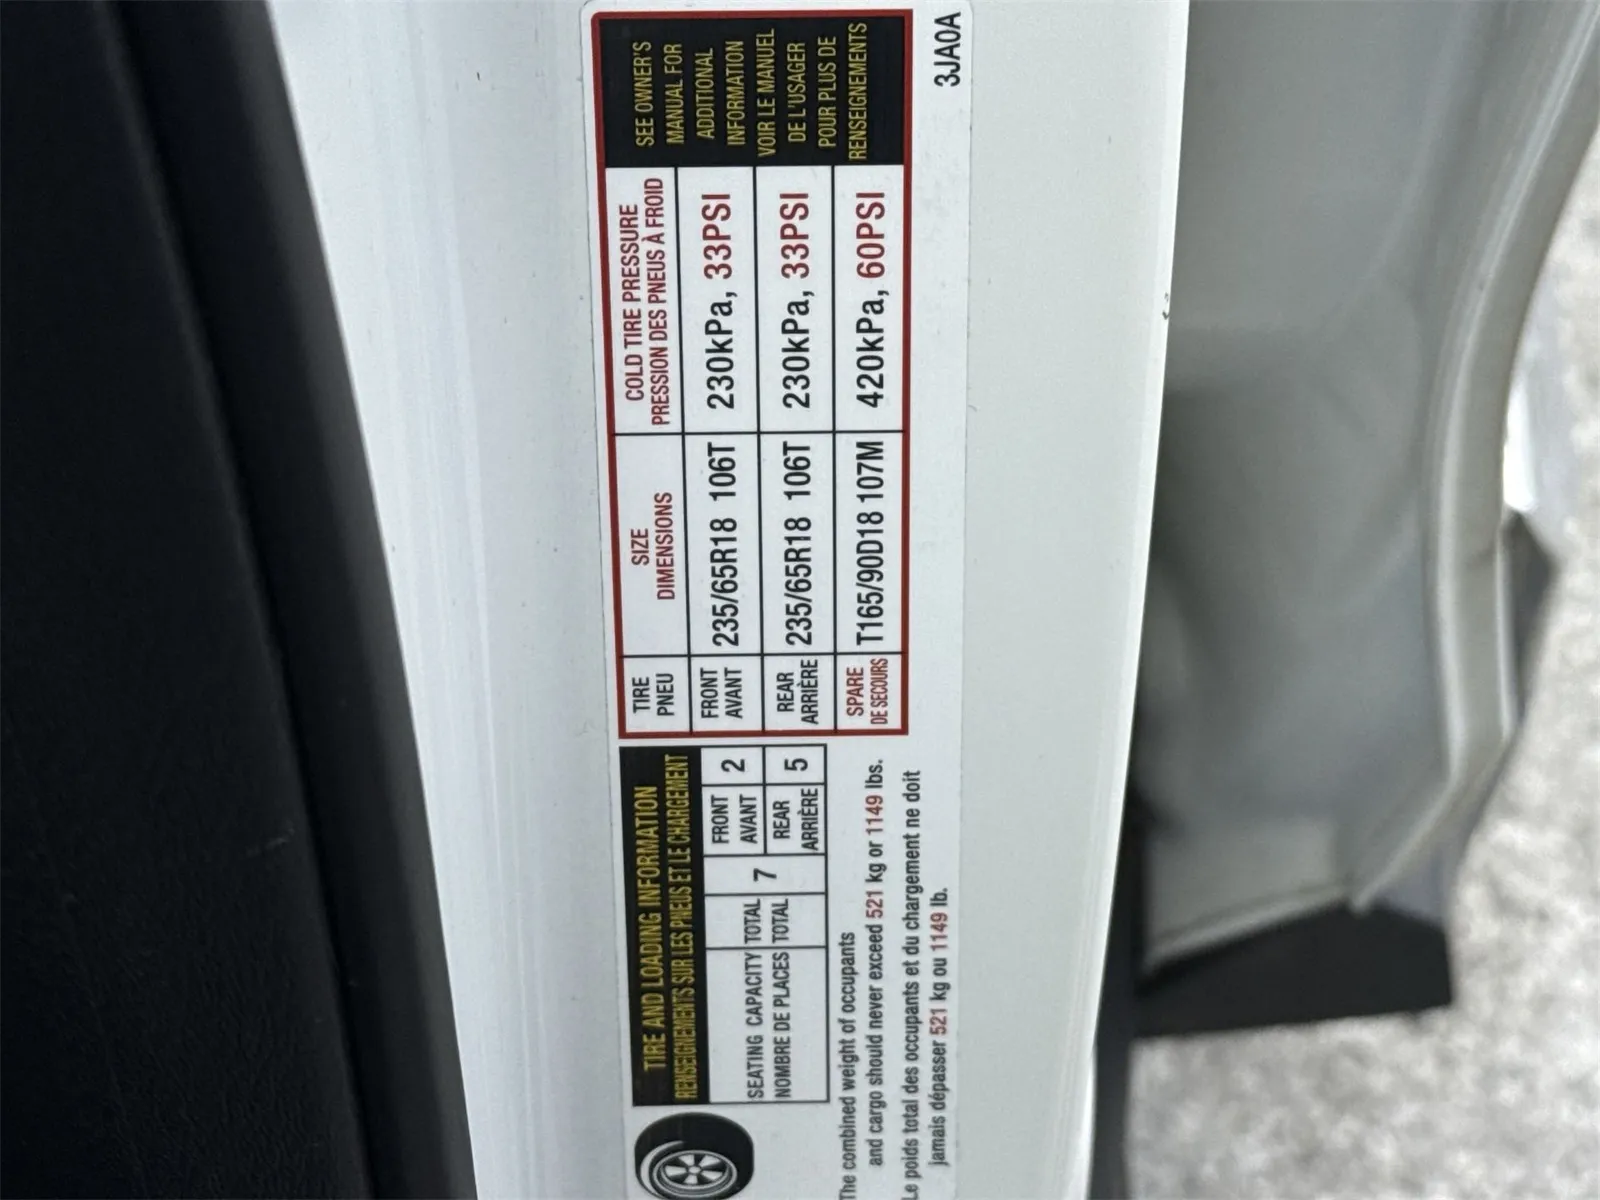 TIRE AND LOADING INFORMATION
RENSEIGNEMENTS SUR LES PNEUS ET LE CHARGEMENT
SEATING CAPACITY TOTAL 7 FRONT AVANT 2
NOMBRE DE PLACES TOTAL REAR ARRIÈRE 5
The combined weight of occupants
and cargo should never exceed 521 kg or 1149 lbs.
Le poids total des occupants et du chargement ne doit
jamais dépasser 521 kg ou 1149 lb.
TIRE
PNEU
SIZE
DIMENSIONS
COLD TIRE PRESSURE
PRESSION DES PNEUS À FROID
FRONT
AVANT
235/65R18 106T
230kPa, 33PSI
REAR
ARRIÈRE
235/65R18 106T
230kPa, 33PSI
SPARE
DE SECOURS
T165/90D18 107M
420kPa, 60PSI
SEE OWNER'S
MANUAL FOR
ADDITIONAL
INFORMATION
VOIR LE MANUEL
DE L'USAGER
POUR PLUS DE
RENSEIGNEMENTS
3JA0A